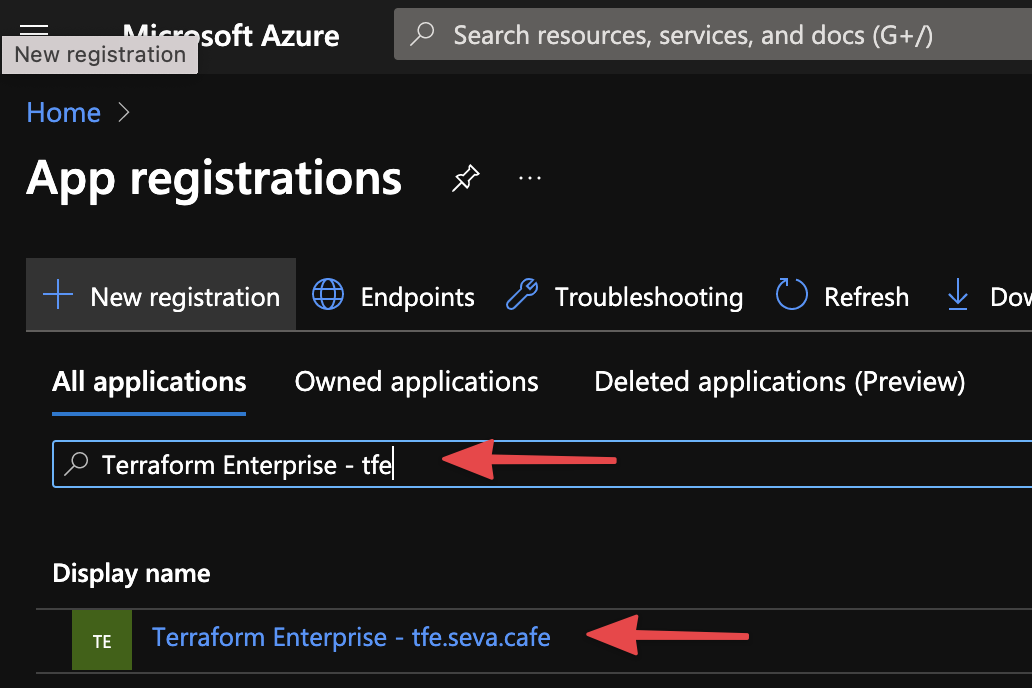 Microsoft Azure
Search resources, services, and docs (G+/)
New registration
Home
App registrations
New registration
Endpoints
Troubleshooting
Refresh
All applications
Owned applications
Deleted applications (Preview)
Terraform Enterprise - tfe
Display name
TE
Terraform Enterprise - tfe.seva.cafe